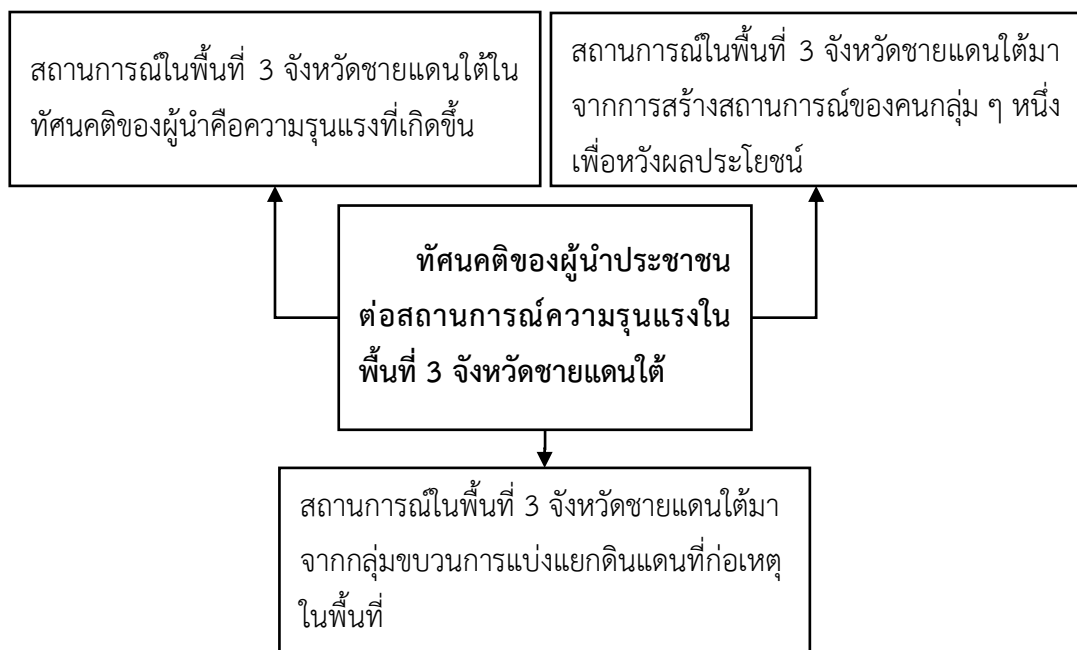 สถานการณ์ในพื้นที่ 3 จังหวัดชายแดนใต้ใน
ทัศนคติของผู้นำคือความรุนแรงที่เกิดขึ้น
สถานการณ์ในพื้นที่ 3 จังหวัดชายแดนใต้มา
จากการสร้างสถานการณ์ของคนกลุ่ม ๆ หนึ่ง
เพื่อหวังผลประโยชน์
ทัศนคติของผู้นำประชาชน
ต่อสถานการณ์ความรุนแรงใน
พื้นที่ 3 จังหวัดชายแดนใต้
สถานการณ์ในพื้นที่ 3 จังหวัดชายแดนใต้มา
จากกลุ่มขบวนการแบ่งแยกดินแดนที่ก่อเหตุ
ในพื้นที่